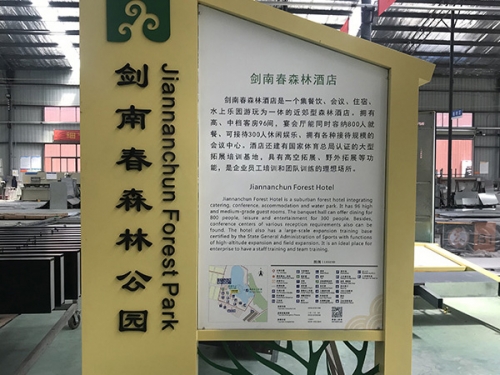 剑南春森林公园
Jiannanchun Forest Park
剑南春森林酒店
剑南春森林酒店是一个集餐饮、会议、住宿、
水上乐园游玩为一体的近郊型森林酒店。拥有
高、中档客房96间，宴会厅能同时容纳800人就
餐、可接待300人休闲娱乐，拥有各种接待规模的
会议中心。酒店还建有国家体育总局认证的大型
拓展培训基地，具有高空拓展、野外拓展等功
能，是企业员工培训和团队训练的理想场所。
Jiannanchun Forest Hotel
Jiannanchun Forest Hotel is a suburban forest hotel integrating
catering, conference, accommodation and water park. It has 96 high
and medium-grade guest rooms. The banquet hall can offer dining for
800 people, leisure and entertainment for 300 people. Besides,
conference centers of various reception requirements also can be
found. The hotel also has a large-scale expansion training base
certified by the State General Administration of Sports with functions
of high-altitude expansion and field expansion. It is an ideal place for
enterprise to have a staff training and team training.